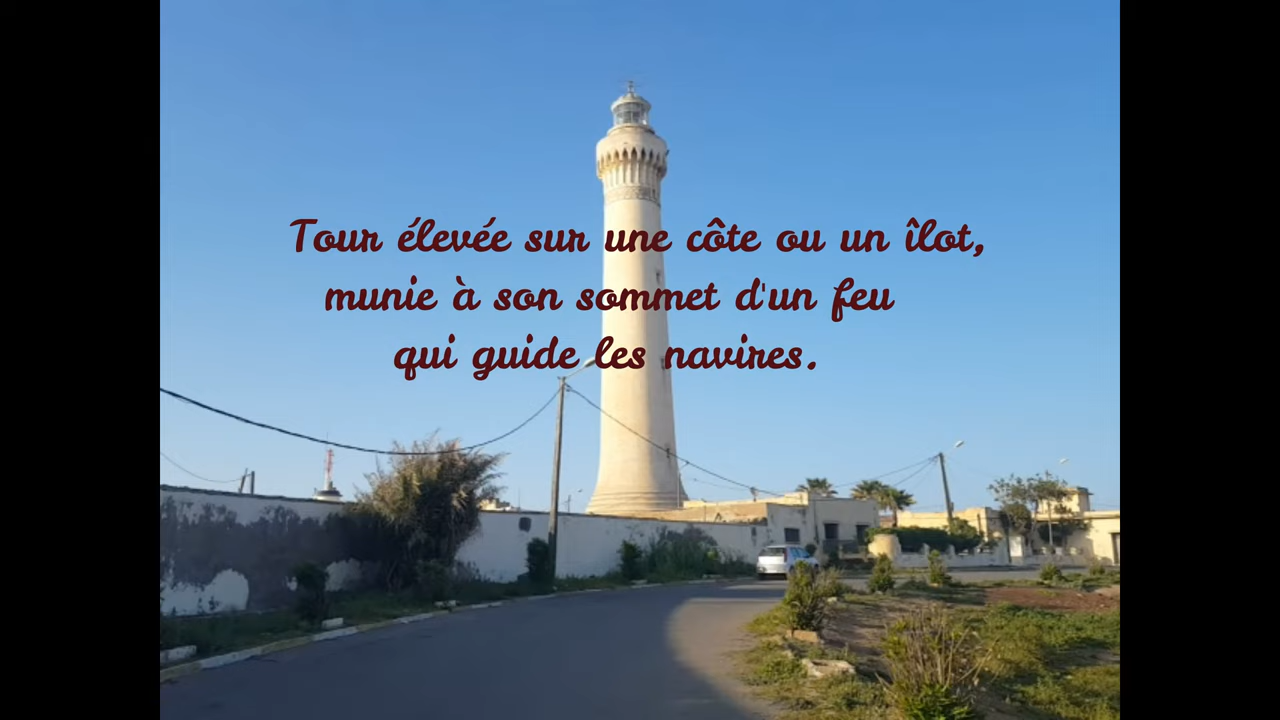 Tour élevée sur une côte ou un îlot,
munie à son sommet d'un feu
qui guide les navires.